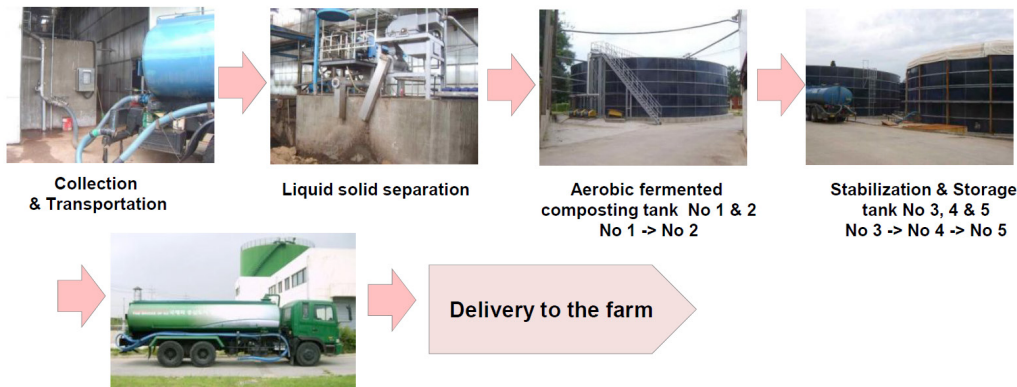 Collection
& Transportation
Liquid solid separation
Aerobic fermented
composting tank No 1 & 2
No 1 -> No 2
Stabilization & Storage
tank No 3, 4 & 5
No 3 -> No 4 -> No 5
Delivery to the farm